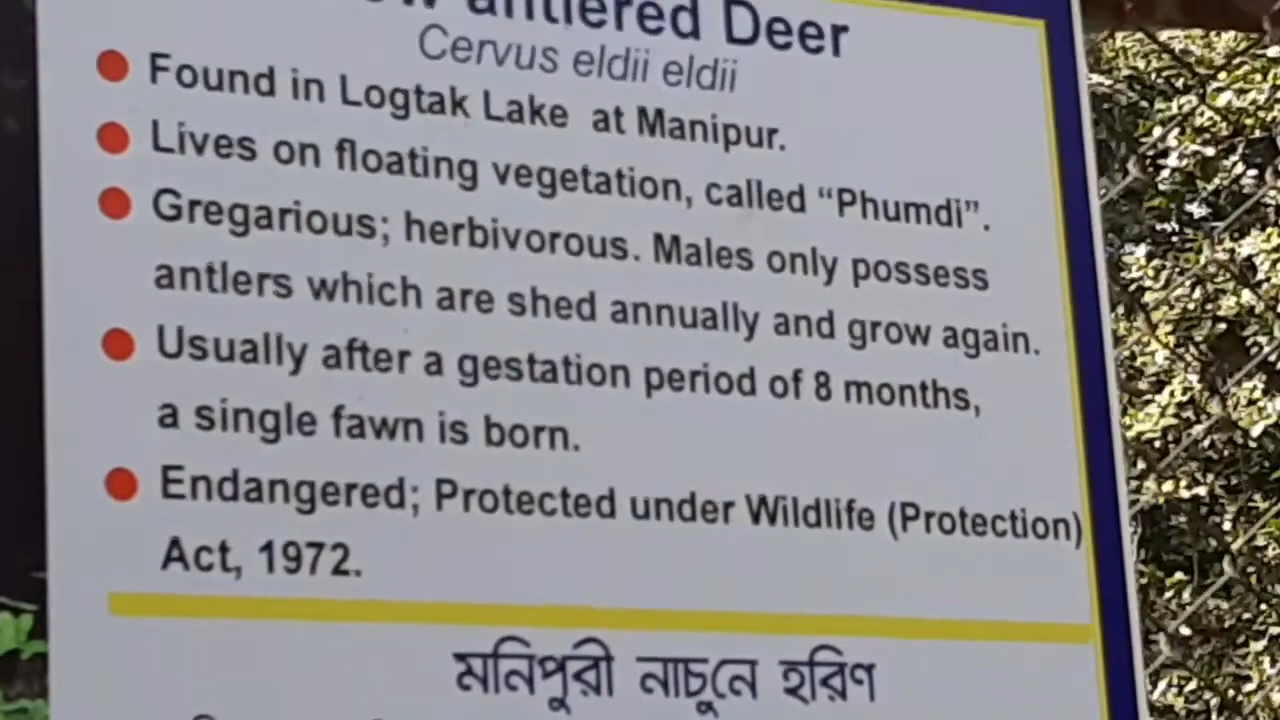 antlered Deer
Cervus eldii eldii
Found in Logtak Lake at Manipur.
Lives on floating vegetation, called “Phumdi”.
Gregarious; herbivorous. Males only possess
antlers which are shed annually and grow again.
Usually after a gestation period of 8 months,
a single fawn is born.
Endangered; Protected under Wildlife (Protection)
Act, 1972.
মনিপুরী নাচুনে হরিণ